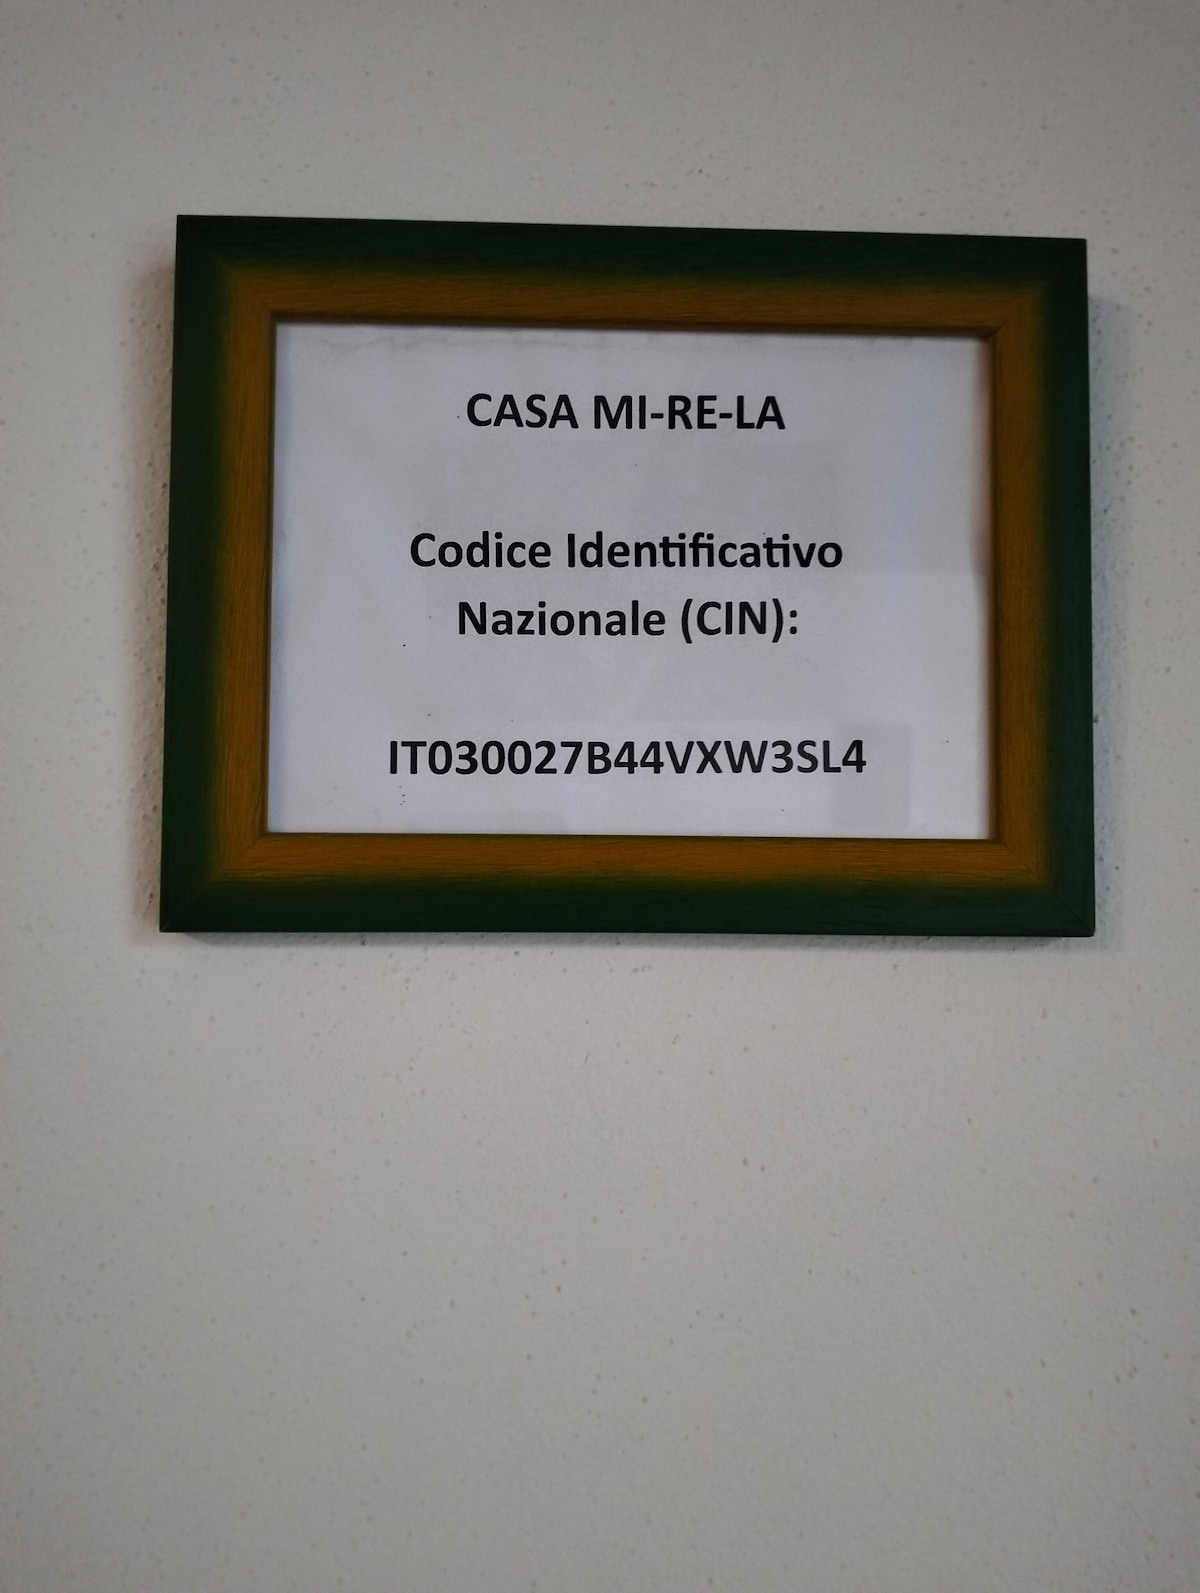 CASA MI-RE-LA
Codice Identificativo
Nazionale (CIN):
IT030027B44VXW3SL4